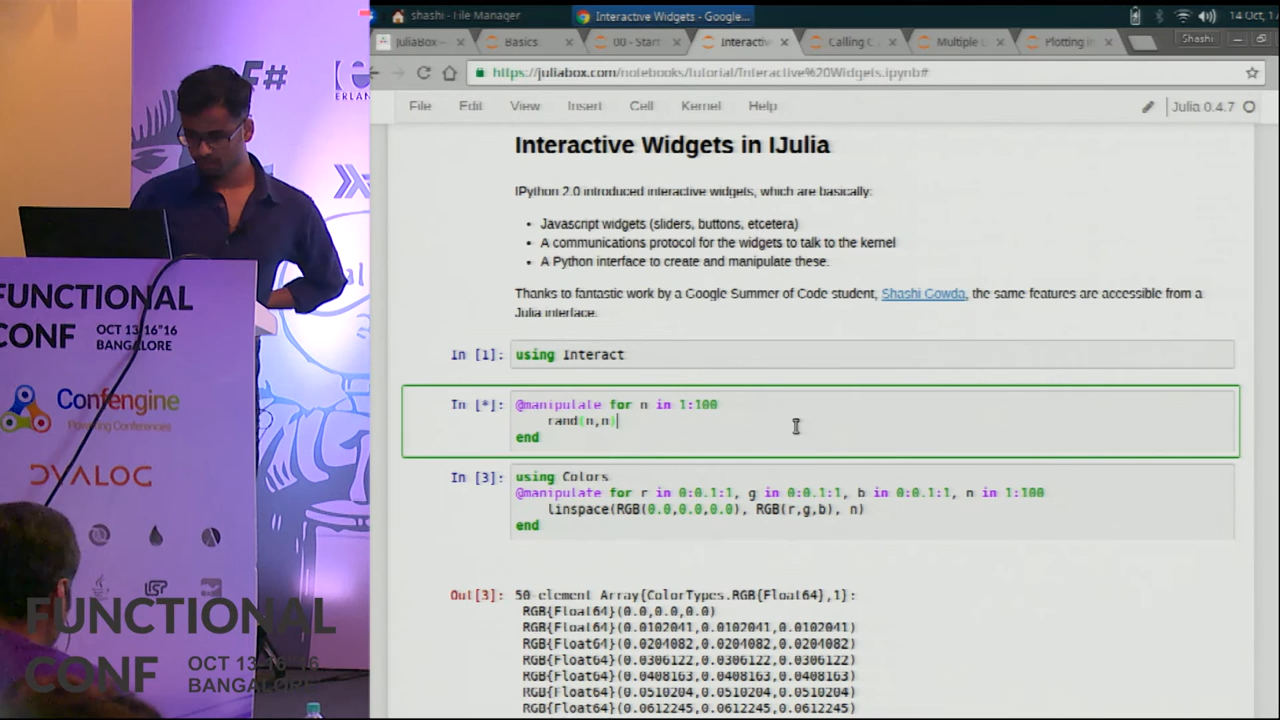 shashi - File Manager
Interactive Widgets - Google...
14 Oct, 1
JuliaBox
Basics
00 - Start
Interactiv
Calling C
Multiple D
Plotting in
Shashi
https://juliabox.com/notebooks/tutorial/Interactive%20Widgets.ipynb#
File Edit View Insert Cell Kernel Help
Julia 0.4.7
Interactive Widgets in IJulia
IPython 2.0 introduced interactive widgets, which are basically:
• Javascript widgets (sliders, buttons, etcetera)
• A communications protocol for the widgets to talk to the kernel
• A Python interface to create and manipulate these.
Thanks to fantastic work by a Google Summer of Code student, Shashi Gowda, the same features are accessible from a
Julia interface.
In [1]: using Interact
In [*]: @manipulate for n in 1:100
rand(n,n)
end
In [3]: using Colors
@manipulate for r in 0:0.1:1, g in 0:0.1:1, b in 0:0.1:1, n in 1:100
linspace(RGB(0.0,0.0,0.0), RGB(r,g,b), n)
end
Out[3]: 50-element Array{ColorTypes.RGB{Float64},1}:
RGB{Float64}(0.0,0.0,0.0)
RGB{Float64}(0.0102041,0.0102041,0.0102041)
RGB{Float64}(0.0204082,0.0204082,0.0204082)
RGB{Float64}(0.0306122,0.0306122,0.0306122)
RGB{Float64}(0.0408163,0.0408163,0.0408163)
RGB{Float64}(0.0510204,0.0510204,0.0510204)
RGB{Float64}(0.0612245,0.0612245,0.0612245)
F#
ERLAN
FUNCTIONAL
CONF
OCT 13-16"16
BANGALORE
Confengine
DYALOG
LISP
FUNCTIONAL
CONF
OCT 13-16"16
BANGALORE